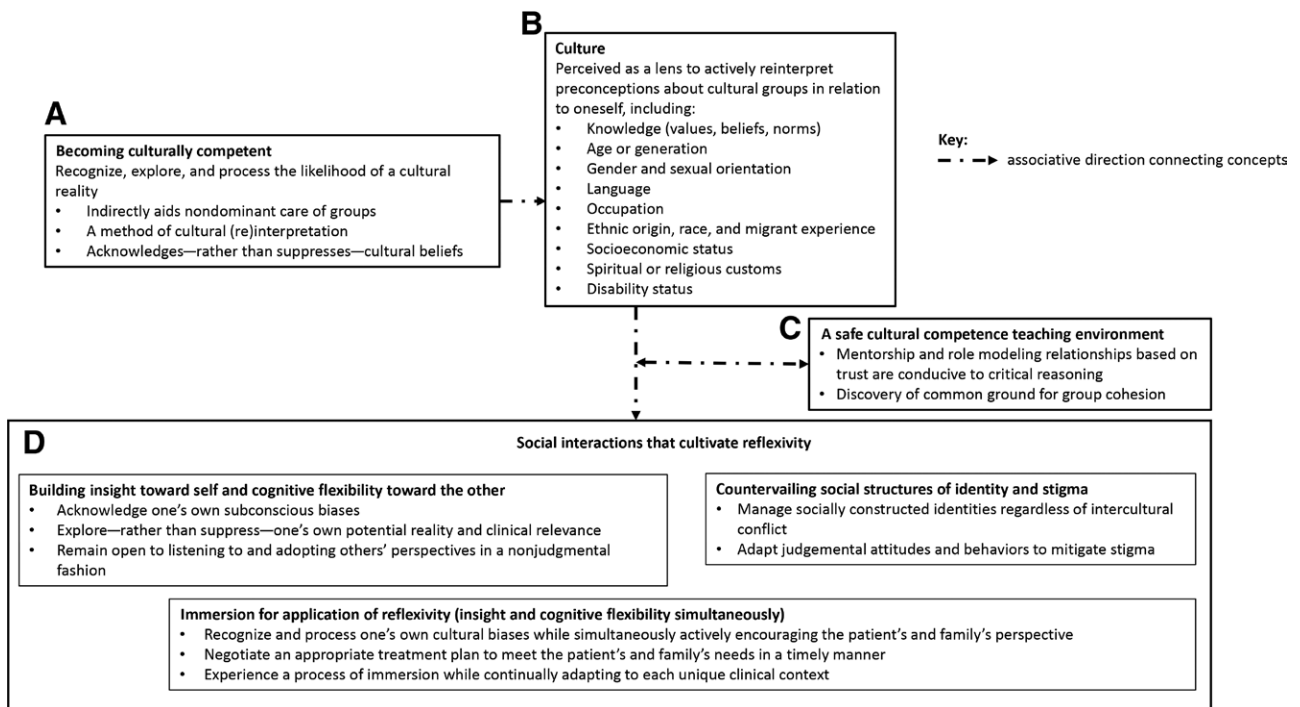 A
Becoming culturally competent
Recognize, explore, and process the likelihood of a cultural
reality
• Indirectly aids nondominant care of groups
• A method of cultural (re)interpretation
• Acknowledges—rather than suppresses—cultural beliefs
B
Culture
Perceived as a lens to actively reinterpret
preconceptions about cultural groups in relation
to oneself, including:
• Knowledge (values, beliefs, norms)
• Age or generation
• Gender and sexual orientation
• Language
• Occupation
• Ethnic origin, race, and migrant experience
• Socioeconomic status
• Spiritual or religious customs
• Disability status
Key:
associative direction connecting concepts
C
A safe cultural competence teaching environment
• Mentorship and role modeling relationships based on
trust are conducive to critical reasoning
• Discovery of common ground for group cohesion
D
Social interactions that cultivate reflexivity
Building insight toward self and cognitive flexibility toward the other
• Acknowledge one's own subconscious biases
• Explore—rather than suppress—one's own potential reality and clinical relevance
• Remain open to listening to and adopting others' perspectives in a nonjudgmental
fashion
Countervailing social structures of identity and stigma
• Manage socially constructed identities regardless of intercultural
conflict
• Adapt judgemental attitudes and behaviors to mitigate stigma
Immersion for application of reflexivity (insight and cognitive flexibility simultaneously)
• Recognize and process one's own cultural biases while simultaneously actively encouraging the patient's and family's perspective
• Negotiate an appropriate treatment plan to meet the patient's and family's needs in a timely manner
• Experience a process of immersion while continually adapting to each unique clinical context